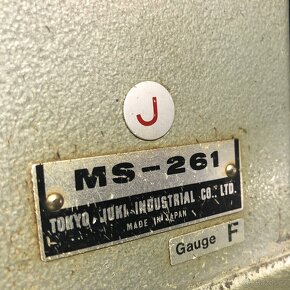 J
MS-261
TOKYO JUKI INDUSTRIAL CO., LTD.
MADE IN JAPAN
Gauge F